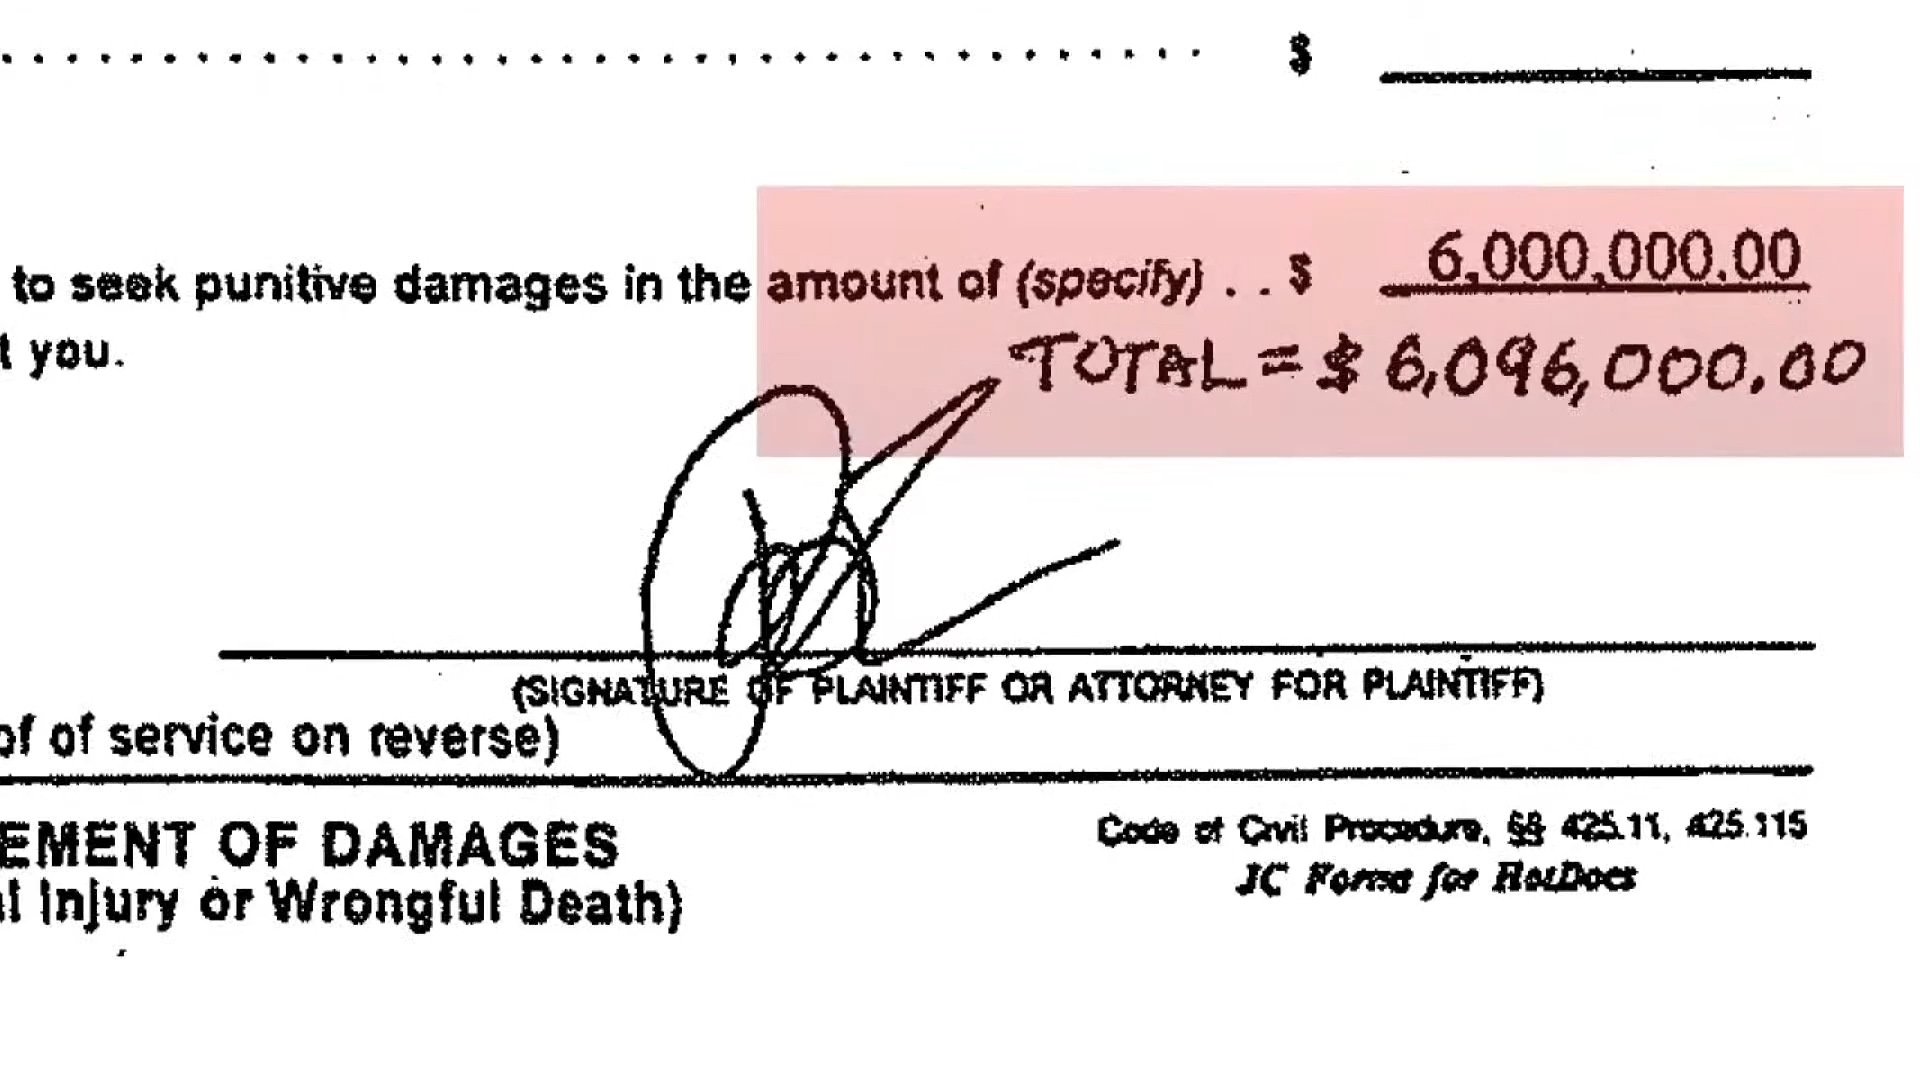 . . . . . . . . . . . . . . . . . . . . . . . . . . . . . . . . . . . . . $
to seek punitive damages in the amount of (specify) . . $ 6,000,000.00
t you.
TOTAL = $ 6,096,000.00
(SIGNATURE OF PLAINTIFF OR ATTORNEY FOR PLAINTIFF)
of of service on reverse)
EMENT OF DAMAGES
l Injury or Wrongful Death)
Code of Civil Procedure, §§ 425.11, 425.115
JC Forms for HotDocs